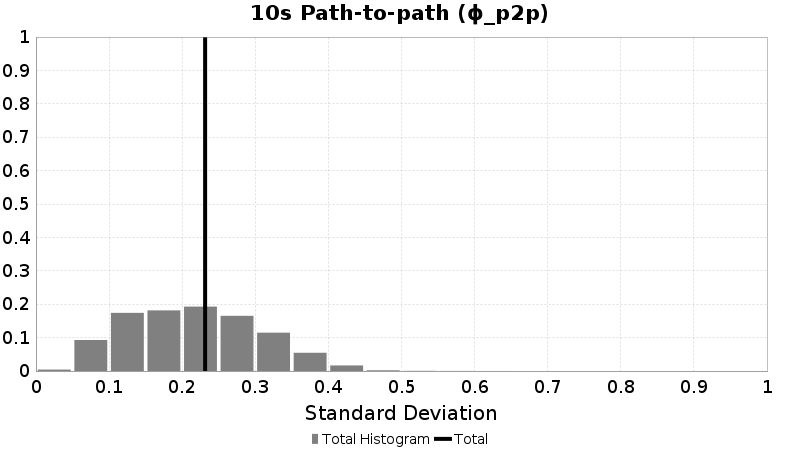 10s Path-to-path (ϕ_p2p)
1
0.9
0.8
0.7
0.6
0.5
0.4
0.3
0.2
0.1
0
0 0.1 0.2 0.3 0.4 0.5 0.6 0.7 0.8 0.9 1
Standard Deviation
Total Histogram Total